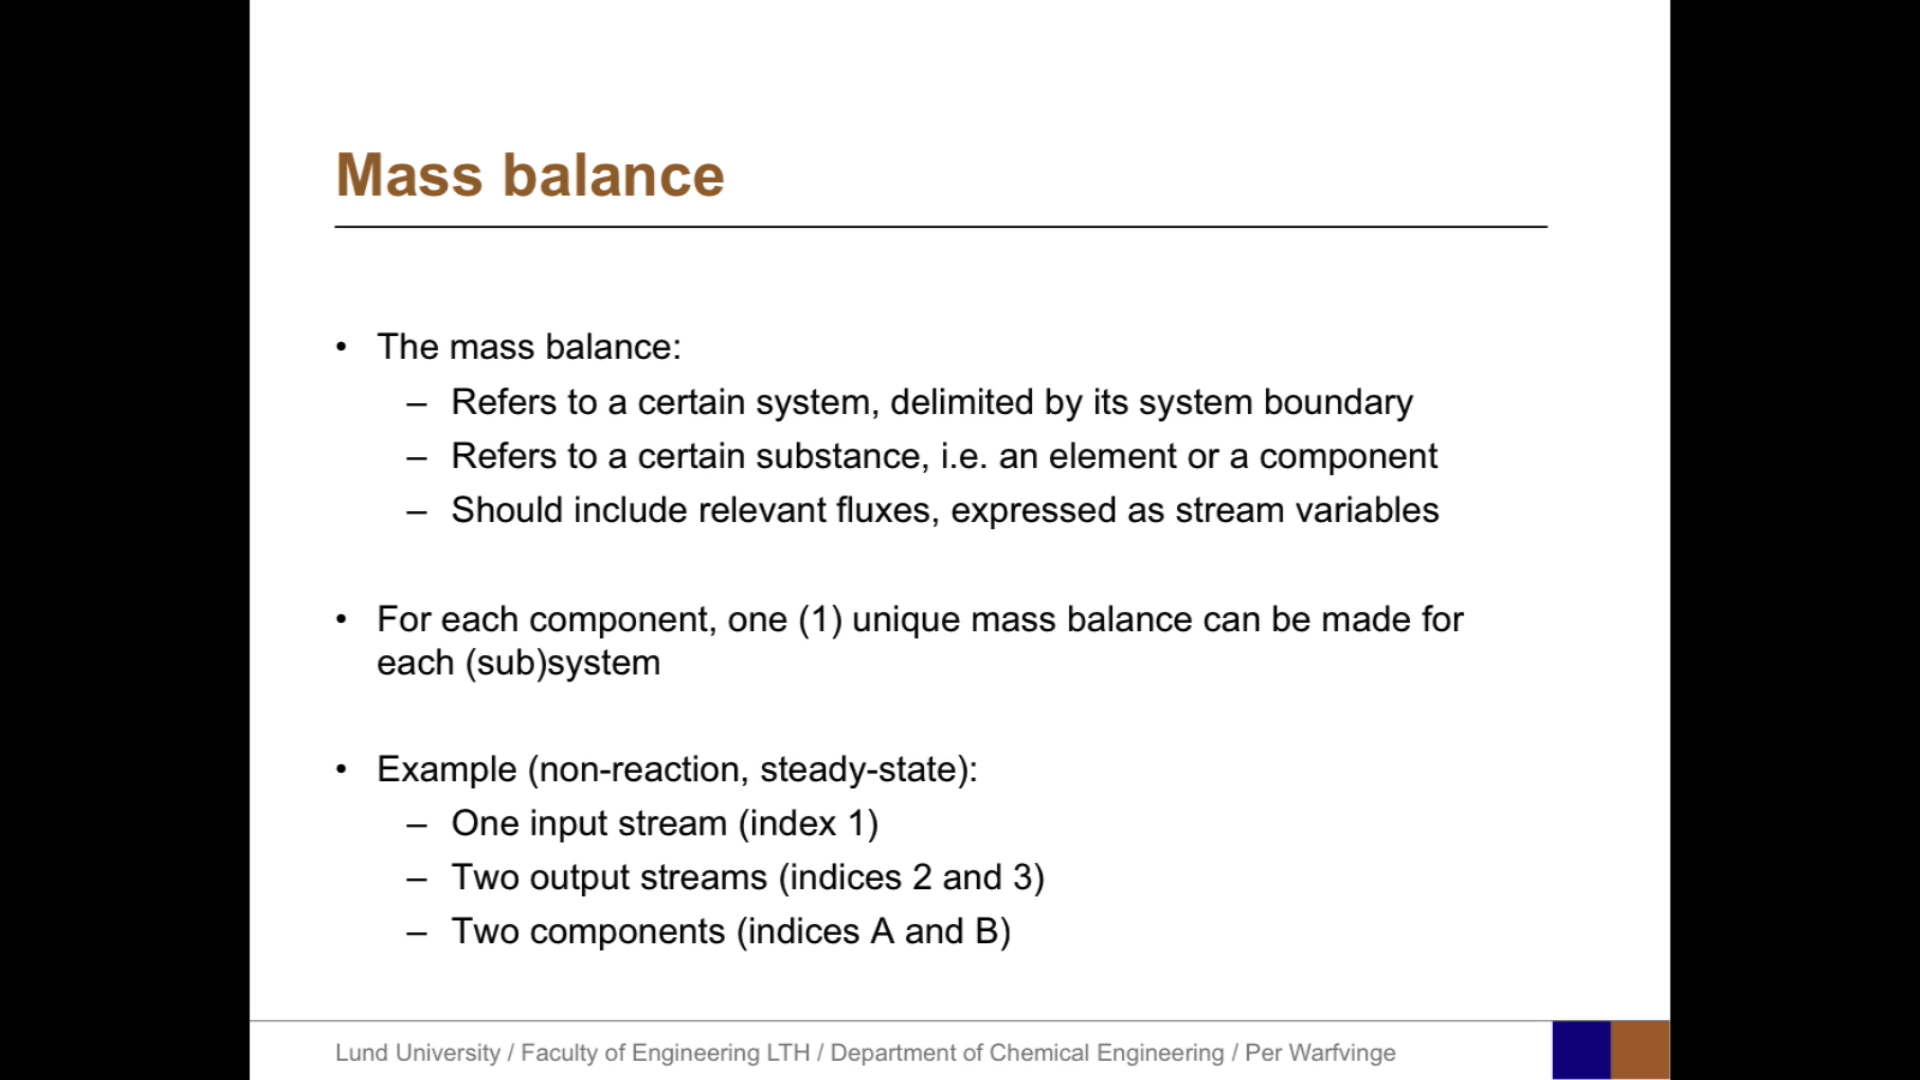 Mass balance
• The mass balance:
– Refers to a certain system, delimited by its system boundary
– Refers to a certain substance, i.e. an element or a component
– Should include relevant fluxes, expressed as stream variables
• For each component, one (1) unique mass balance can be made for
each (sub)system
• Example (non-reaction, steady-state):
– One input stream (index 1)
– Two output streams (indices 2 and 3)
– Two components (indices A and B)
Lund University / Faculty of Engineering LTH / Department of Chemical Engineering / Per Warfvinge